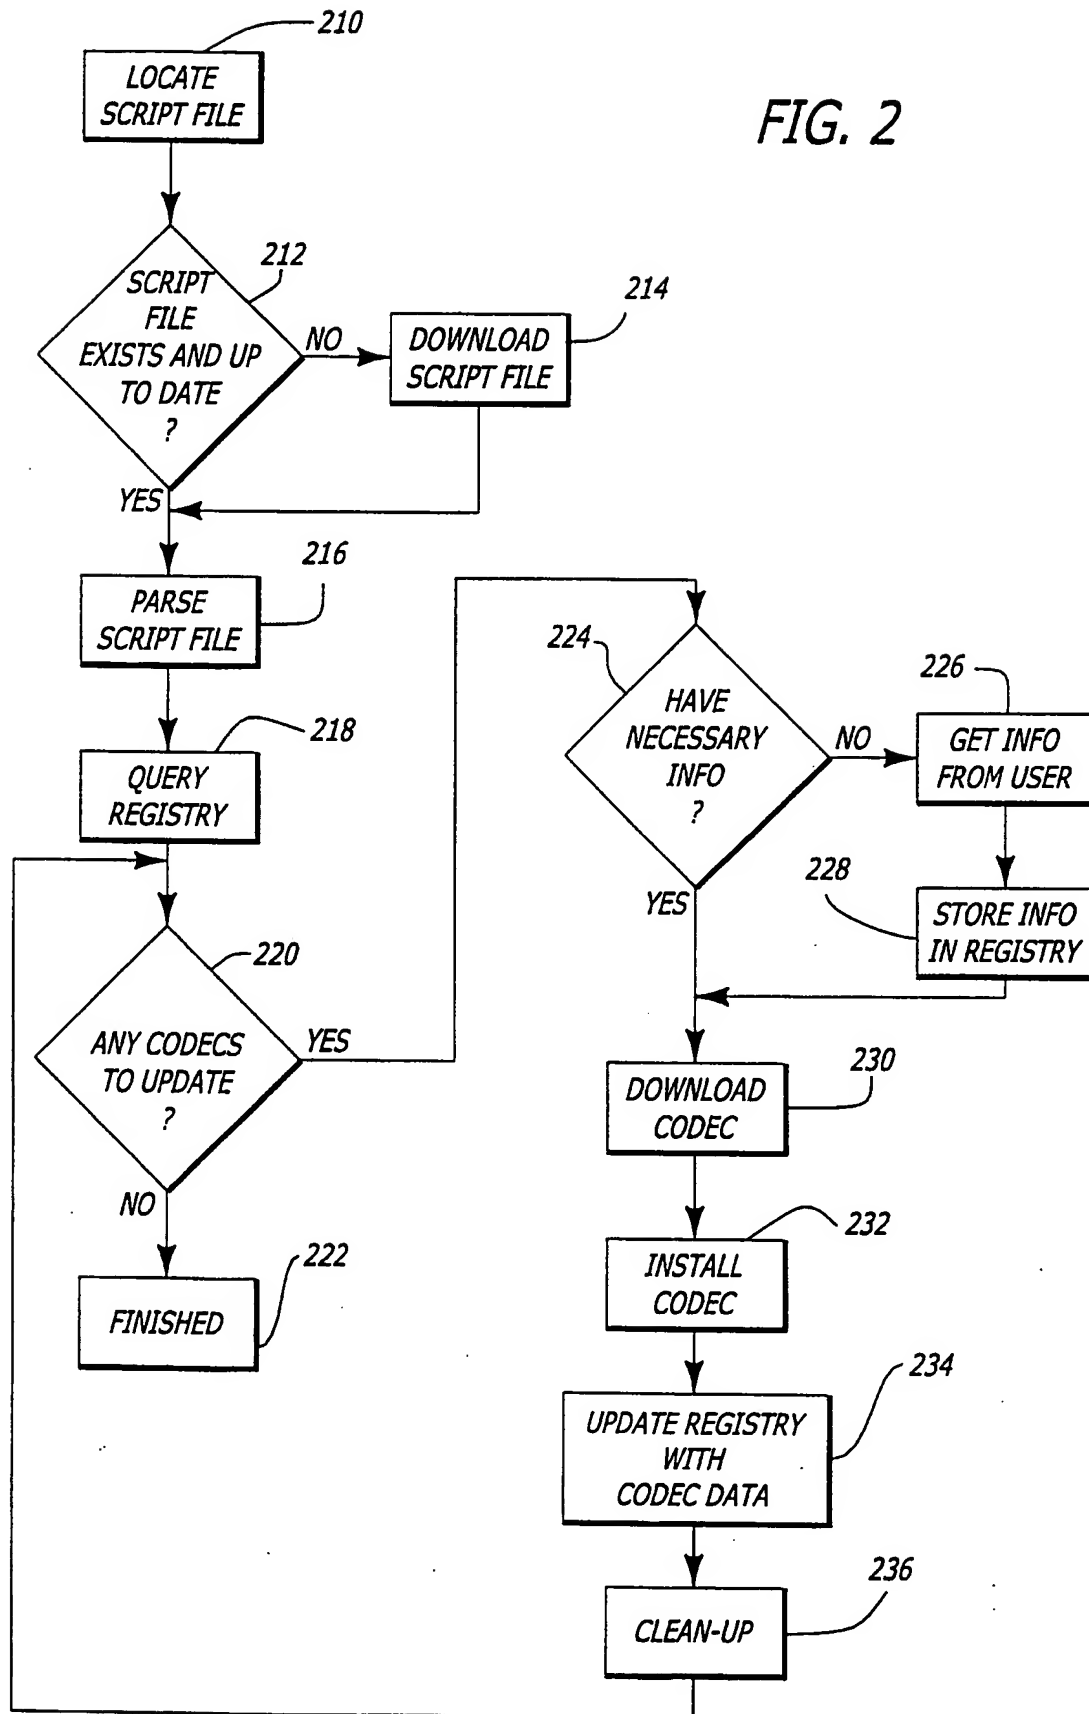 210
LOCATE
SCRIPT FILE
FIG. 2
212
SCRIPT
FILE
EXISTS AND UP
TO DATE
?
NO
214
DOWNLOAD
SCRIPT FILE
YES
216
PARSE
SCRIPT FILE
218
QUERY
REGISTRY
220
ANY CODECS
TO UPDATE
?
YES
NO
222
FINISHED
224
HAVE
NECESSARY
INFO
?
NO
226
GET INFO
FROM USER
228
STORE INFO
IN REGISTRY
YES
230
DOWNLOAD
CODEC
232
INSTALL
CODEC
234
UPDATE REGISTRY
WITH
CODEC DATA
236
CLEAN-UP